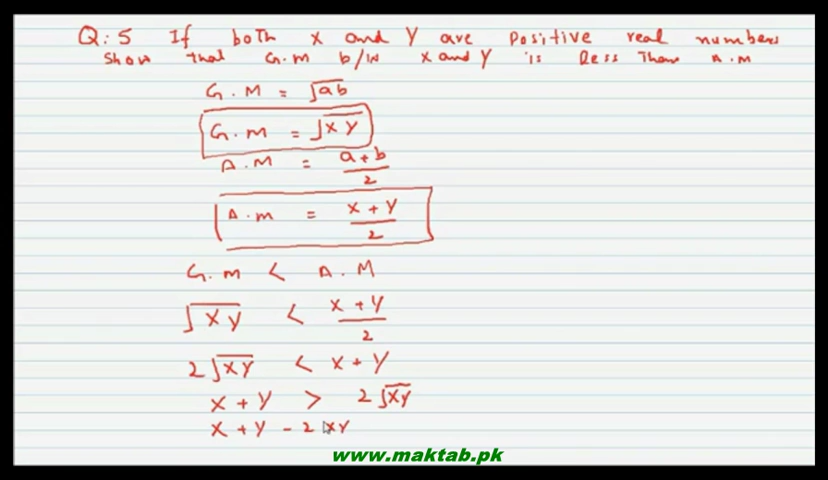 Q:5 If both X and Y are Positive real numbers
Show that G.M b/w X and Y is less than A.M
G.M = √ab
G.M = √XY
A.M = a+b/2
A.M = X+Y/2
G.M < A.M
√XY < X+Y/2
2√XY < X+Y
X+Y > 2√XY
X+Y-2√XY
www.maktab.pk